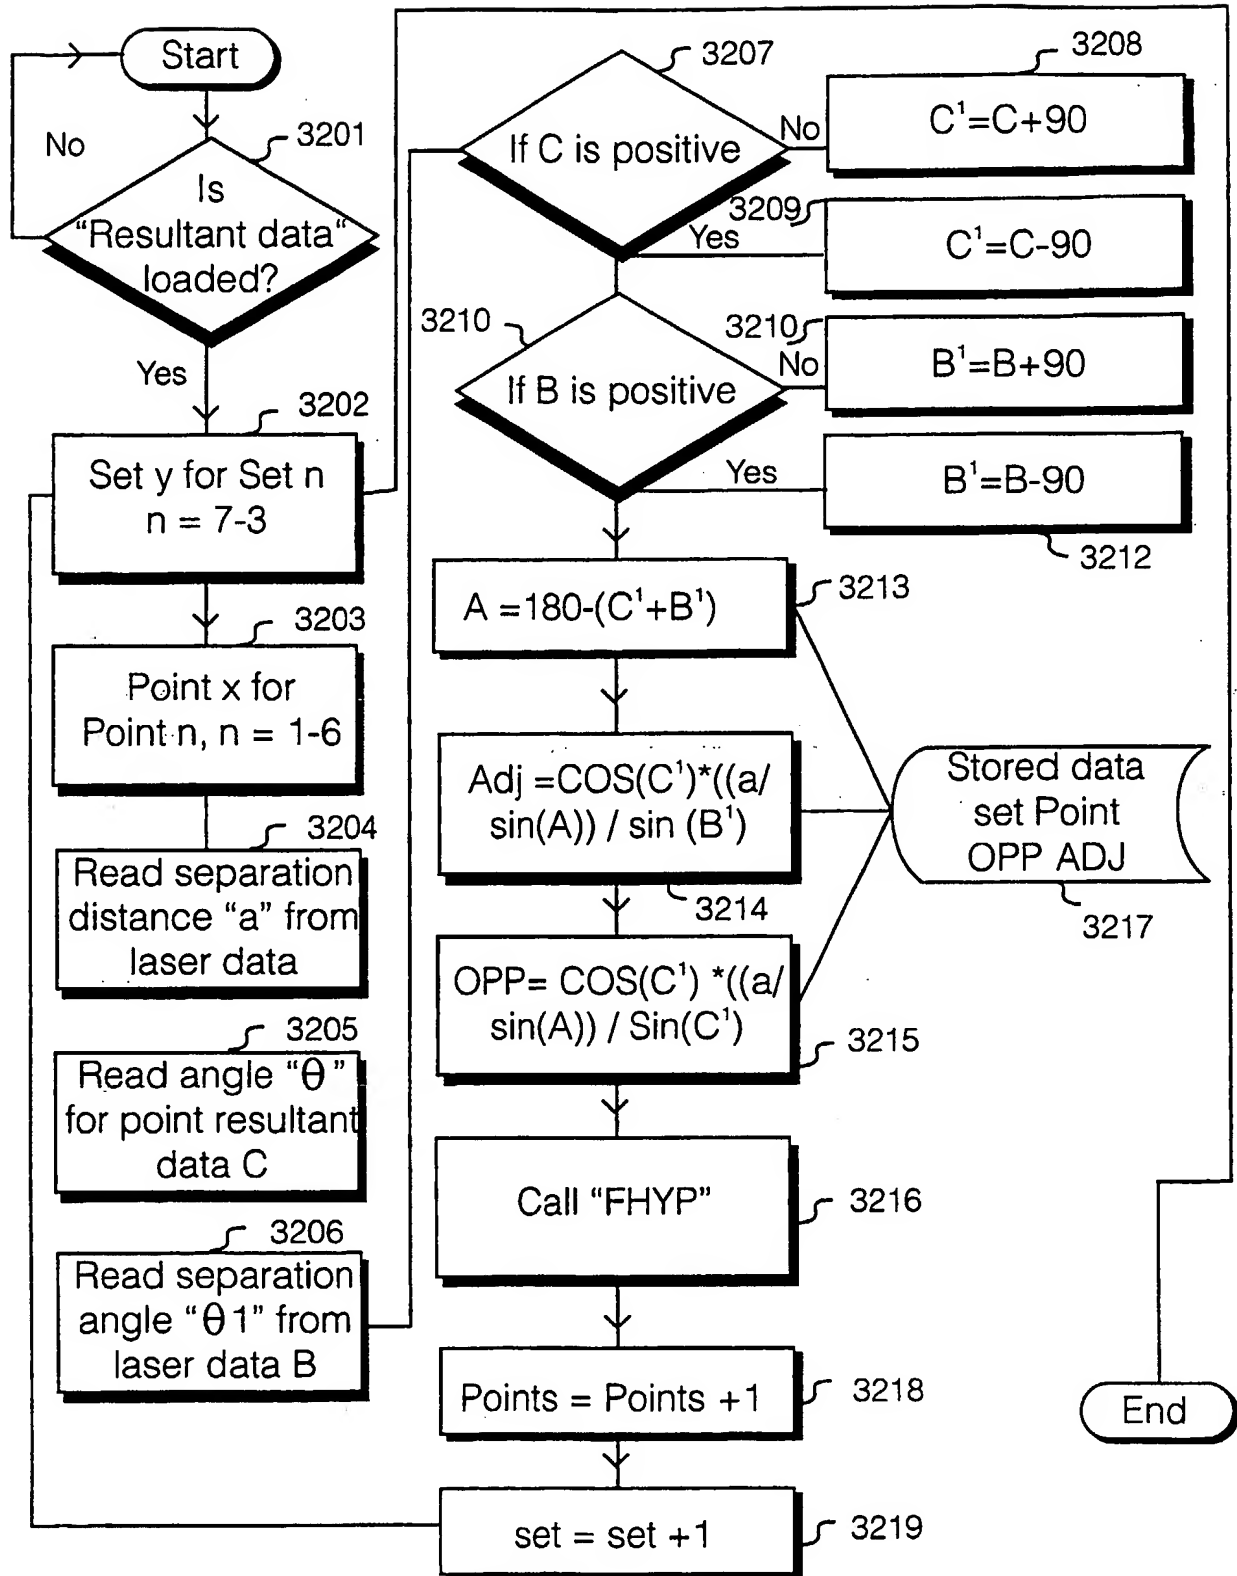 Start
No
3201
Is
“Resultant data“
loaded?
Yes
3202
Set y for Set n
n = 7-3
3203
Point x for
Point n, n = 1-6
3204
Read separation
distance “a” from
laser data
3205
Read angle “θ”
for point resultant
data C
3206
Read separation
angle “θ1” from
laser data B
3207
If C is positive
No
3208
C¹=C+90
3209
Yes
C¹=C-90
3210
If B is positive
3210
No
B¹=B+90
Yes
B¹=B-90
3212
A =180-(C¹+B¹)
3213
Adj =COS(C¹)*((a/
sin(A)) / sin (B¹)
3214
OPP= COS(C¹) *((a/
sin(A)) / Sin(C¹)
3215
Stored data
set Point
OPP ADJ
3217
Call “FHYP”
3216
Points = Points +1
3218
set = set +1
3219
End